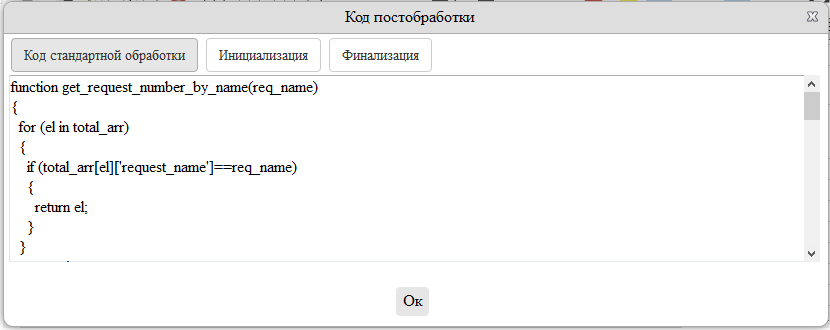 Код постобработки
Код стандартной обработки Инициализация Финализация
function get_request_number_by_name(req_name)
{
for (el in total_arr)
{
if (total_arr[el]['request_name']==req_name)
{
return el;
}
}
Ок